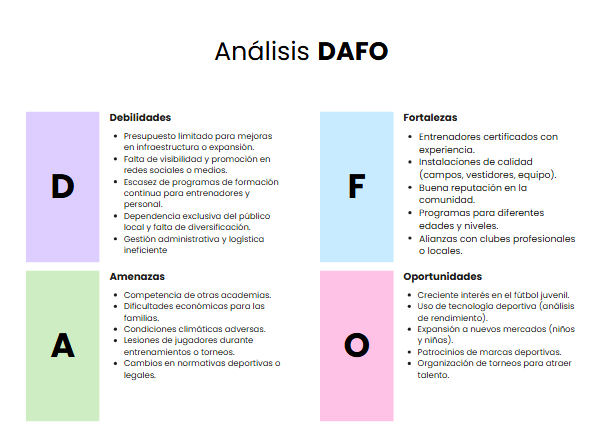 Análisis DAFO
D
Debilidades
• Presupuesto limitado para mejoras
en infraestructura o expansión.
• Falta de visibilidad y promoción en
redes sociales o medios.
• Escasez de programas de formación
continua para entrenadores y
personal.
• Dependencia exclusiva del público
local y falta de diversificación.
• Gestión administrativa y logística
ineficiente
F
Fortalezas
• Entrenadores certificados con
experiencia.
• Instalaciones de calidad
(campos, vestidores, equipo).
• Buena reputación en la
comunidad.
• Programas para diferentes
edades y niveles.
• Alianzas con clubes profesionales
o locales.
A
Amenazas
• Competencia de otras academias.
• Dificultades económicas para las
familias.
• Condiciones climáticas adversas.
• Lesiones de jugadores durante
entrenamientos o torneos.
• Cambios en normativas deportivas o
legales.
O
Oportunidades
• Creciente interés en el fútbol juvenil.
• Uso de tecnología deportiva (análisis
de rendimiento).
• Expansión a nuevos mercados (niños
y niñas).
• Patrocinios de marcas deportivas.
• Organización de torneos para atraer
talento.